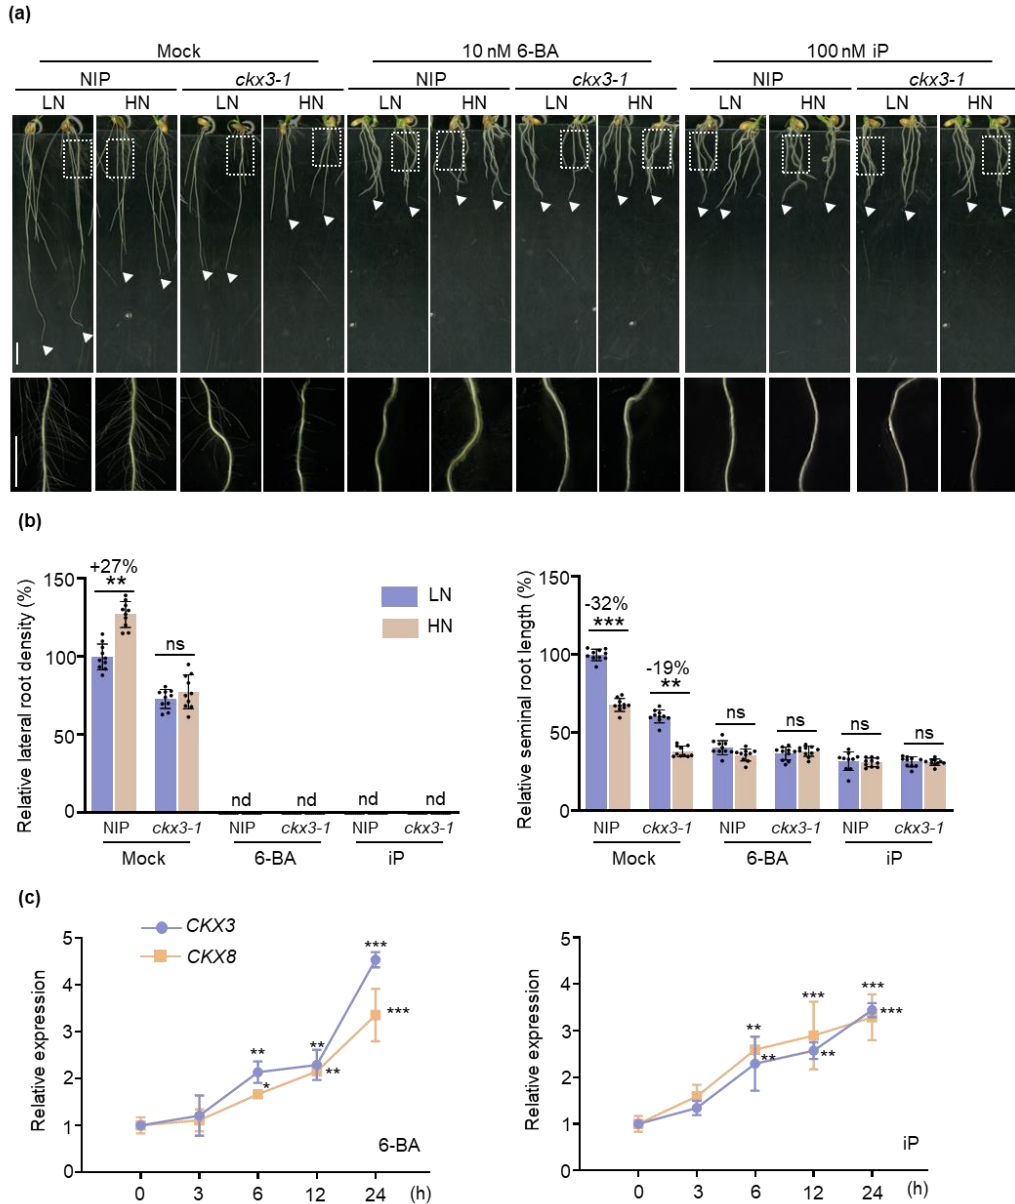 (a)
Mock 10 nM 6-BA 100 nM iP
NIP ckx3-1 NIP ckx3-1 NIP ckx3-1
LN HN LN HN LN HN LN HN LN HN LN HN
(b)
Relative lateral root density (%)
150
100
50
0
+27%
**
ns
nd nd nd nd
LN
HN
NIP ckx3-1 NIP ckx3-1 NIP ckx3-1
Mock 6-BA iP
Relative seminal root length (%)
150
100
50
0
-32%
***
-19%
**
ns ns ns ns
NIP ckx3-1 NIP ckx3-1 NIP ckx3-1
Mock 6-BA iP
(c)
CKX3
CKX8
Relative expression
5
4
3
2
1
0
** * ** ** *** ***
6-BA
0 3 6 12 24 (h)
Relative expression
5
4
3
2
1
0
** ** *** ** *** ***
iP
0 3 6 12 24 (h)